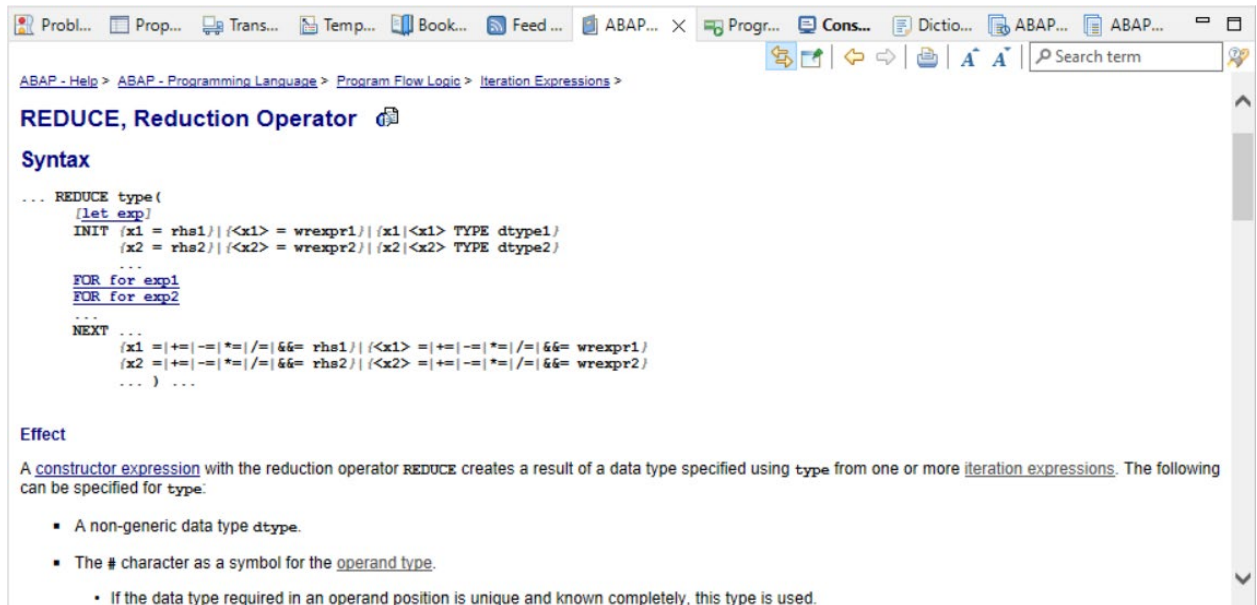 Probl... Prop... Trans... Temp... Book... Feed ... ABAP... Progr... Cons... Dictio... ABAP... ABAP...
Search term
ABAP - Help > ABAP - Programming Language > Program Flow Logic > Iteration Expressions >
REDUCE, Reduction Operator
Syntax
... REDUCE type(
[let exp]
INIT {x1 = rhs1}|{<x1> = wrexpr1}|{x1|<x1> TYPE dtype1}
{x2 = rhs2}|{<x2> = wrexpr2}|{x2|<x2> TYPE dtype2}
...
FOR for exp1
FOR for exp2
...
NEXT ...
{x1 =|+=|-=|*=|/=|&&= rhs1}|{<x1> =|+=|-=|*=|/=|&&= wrexpr1}
{x2 =|+=|-=|*=|/=|&&= rhs2}|{<x2> =|+=|-=|*=|/=|&&= wrexpr2}
... ) ...
Effect
A constructor expression with the reduction operator REDUCE creates a result of a data type specified using type from one or more iteration expressions. The following
can be specified for type:
▪ A non-generic data type dtype.
▪ The # character as a symbol for the operand type.
• If the data type required in an operand position is unique and known completely, this type is used.